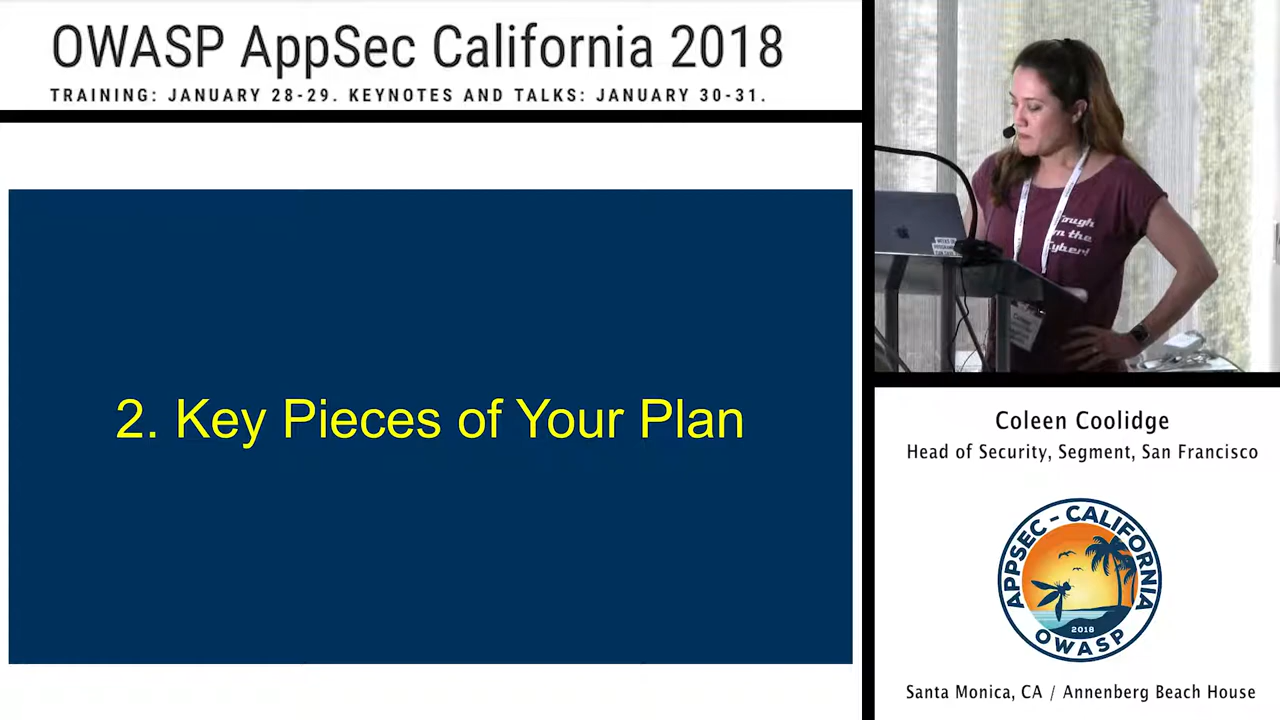 OWASP AppSec California 2018
TRAINING: JANUARY 28-29. KEYNOTES AND TALKS: JANUARY 30-31.
2. Key Pieces of Your Plan
the
Coleen Coolidge
Head of Security, Segment, San Francisco
APPSEC - CALIFORNIA
2018
OWASP
Santa Monica, CA / Annenberg Beach House